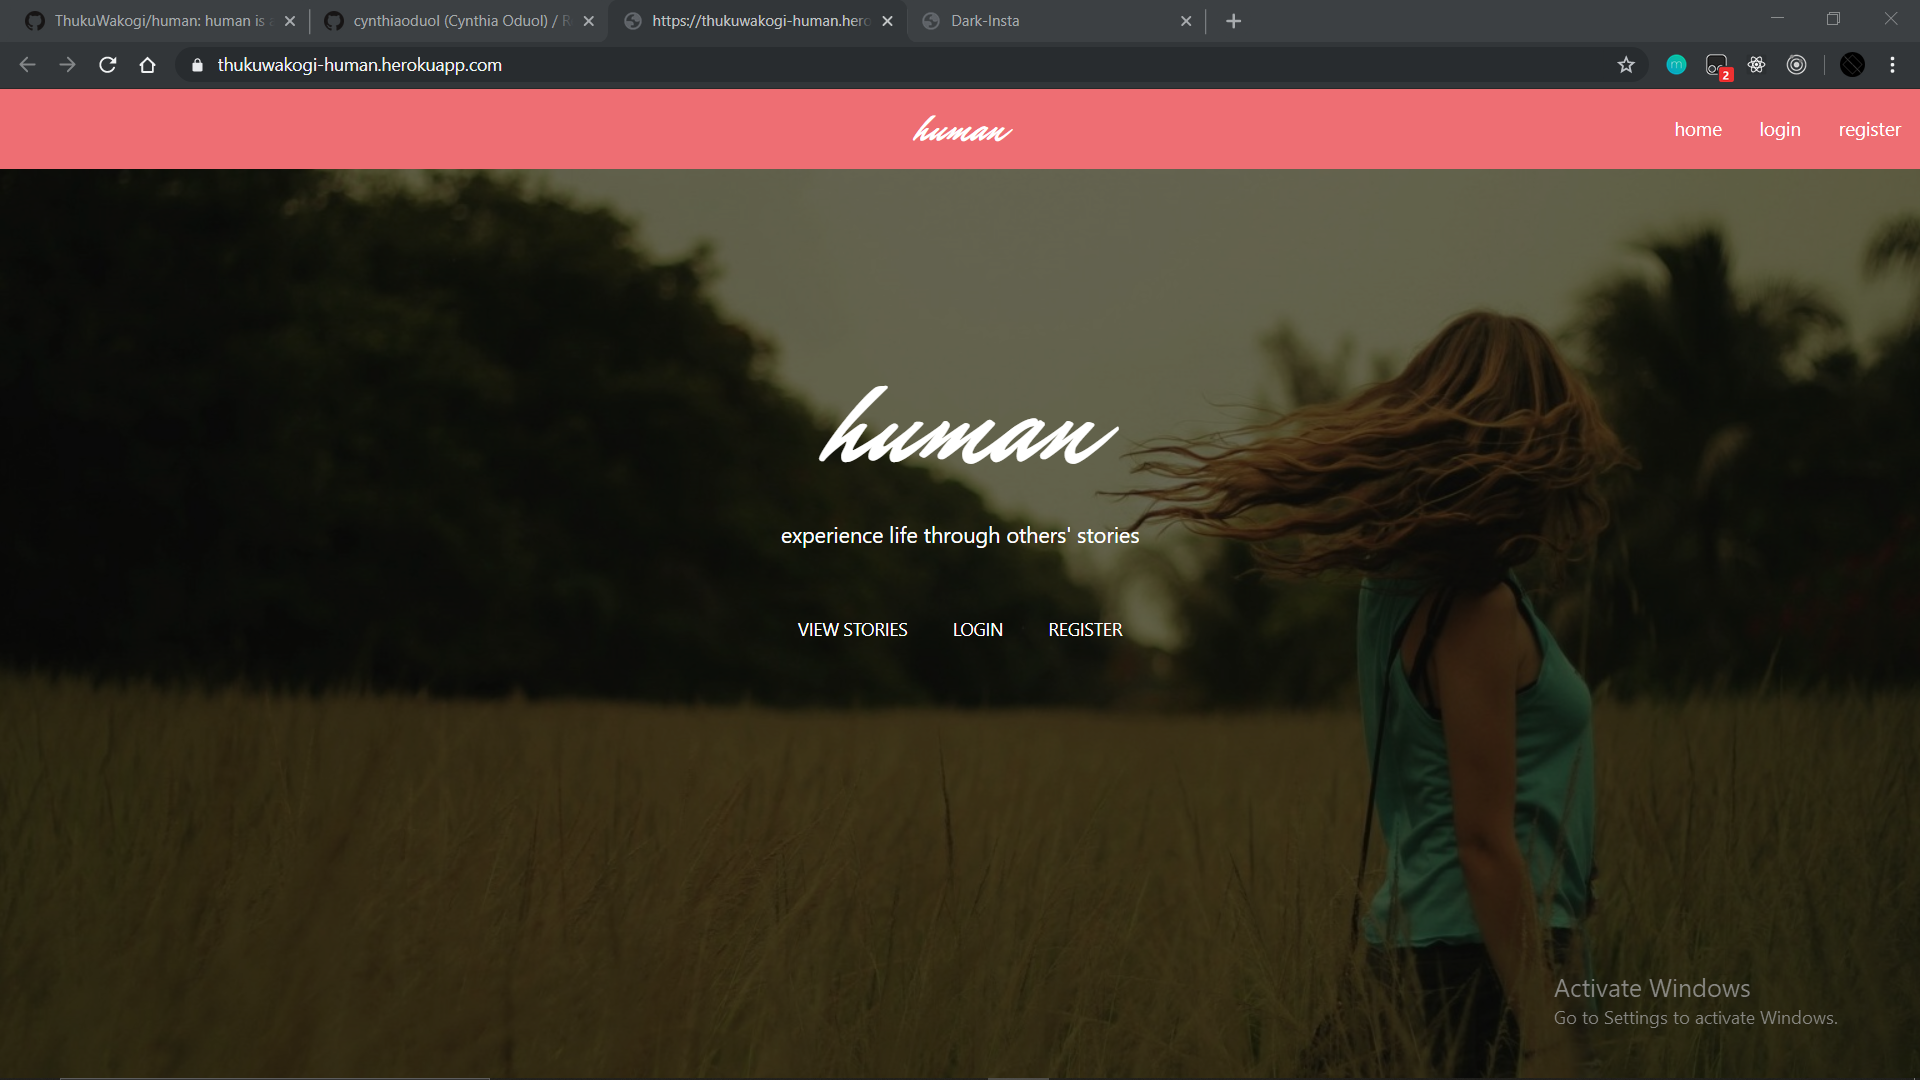 ThukuWakogi/human: human is a
cynthiaoduol (Cynthia Oduol) / R
https://thukuwakogi-human.hero
Dark-Insta
thukuwakogi-human.herokuapp.com
m
2
human
home
login
register
human
experience life through others' stories
VIEW STORIES
LOGIN
REGISTER
Activate Windows
Go to Settings to activate Windows.